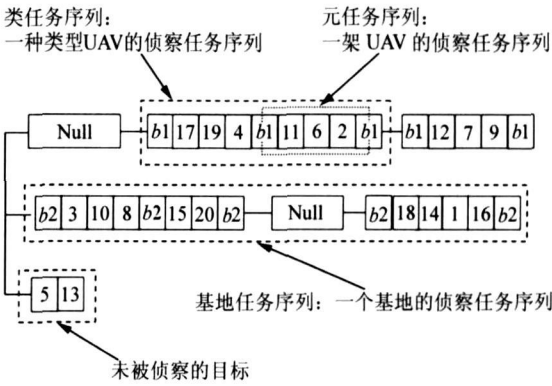 类任务序列:
一种类型UAV的侦察任务序列
元任务序列:
一架 UAV 的侦察任务序列
Null b1 17 19 4 b1 11 6 2 b1 b1 12 7 9 b1
b2 3 10 8 b2 15 20 b2 Null b2 18 14 1 16 b2
5 13
基地任务序列: 一个基地的侦察任务序列
未被侦察的目标